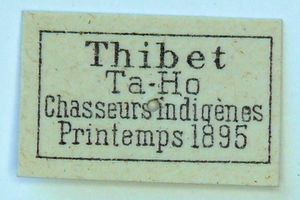 Thibet
Ta-Ho
Chasseurs indigènes
Printemps 1895